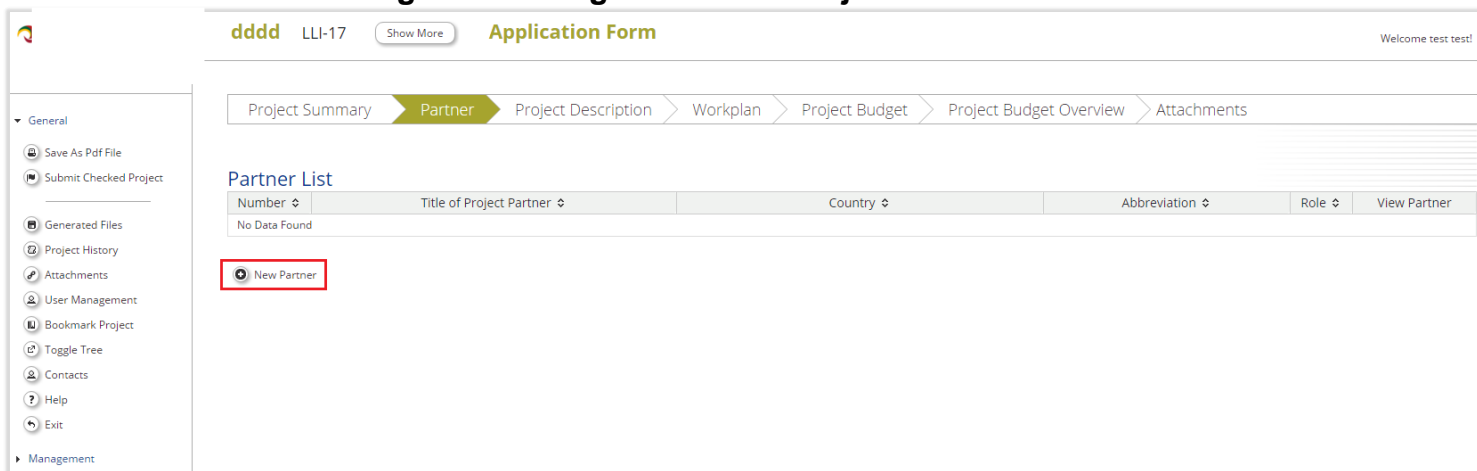 dddd LLI-17 Show More Application Form
Welcome test test!
Project Summary Partner Project Description Workplan Project Budget Project Budget Overview Attachments
General
Save As Pdf File
Submit Checked Project
Generated Files
Project History
Attachments
User Management
Bookmark Project
Toggle Tree
Contacts
Help
Exit
Management
Partner List
Number Title of Project Partner Country Abbreviation Role View Partner
No Data Found
New Partner